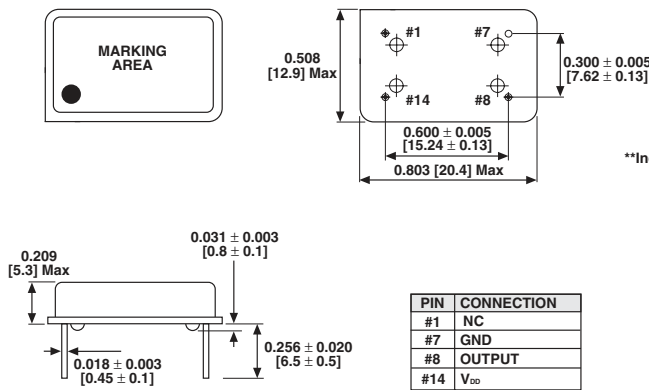 MARKING
AREA
0.508
[12.9] Max
#1
#7
#14
#8
0.300 ± 0.005
[7.62 ± 0.13]
0.600 ± 0.005
[15.24 ± 0.13]
0.803 [20.4] Max
**In
0.209
[5.3] Max
0.031 ± 0.003
[0.8 ± 0.1]
0.018 ± 0.003
[0.45 ± 0.1]
0.256 ± 0.020
[6.5 ± 0.5]
PIN CONNECTION
#1 NC
#7 GND
#8 OUTPUT
#14 VDD